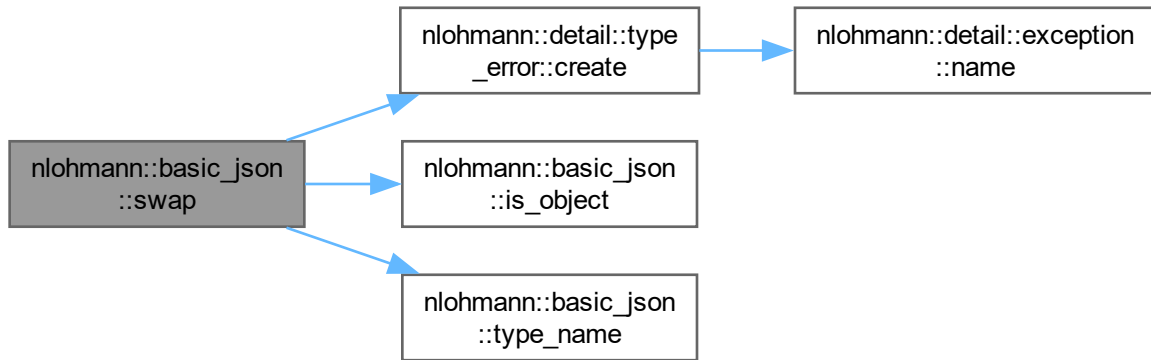 nlohmann::detail::type
_error::create
nlohmann::detail::exception
::name
nlohmann::basic_json
::swap
nlohmann::basic_json
::is_object
nlohmann::basic_json
::type_name